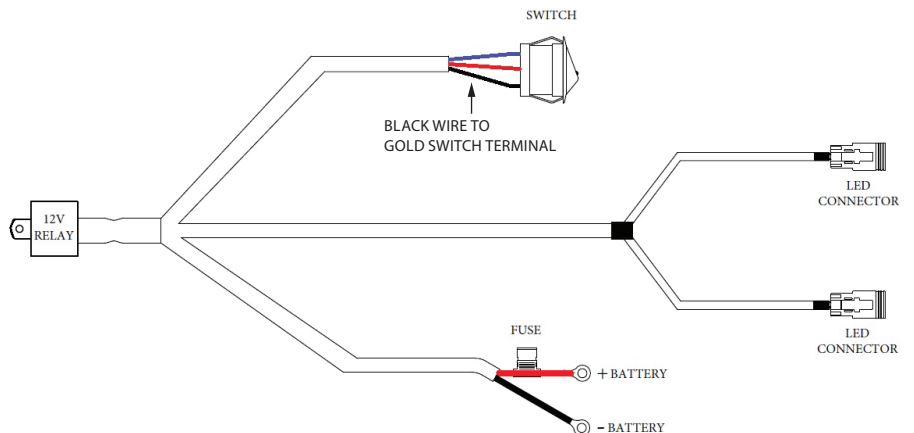 SWITCH
BLACK WIRE TO
GOLD SWITCH TERMINAL
LED
CONNECTOR
12V
RELAY
LED
CONNECTOR
FUSE
+ BATTERY
- BATTERY